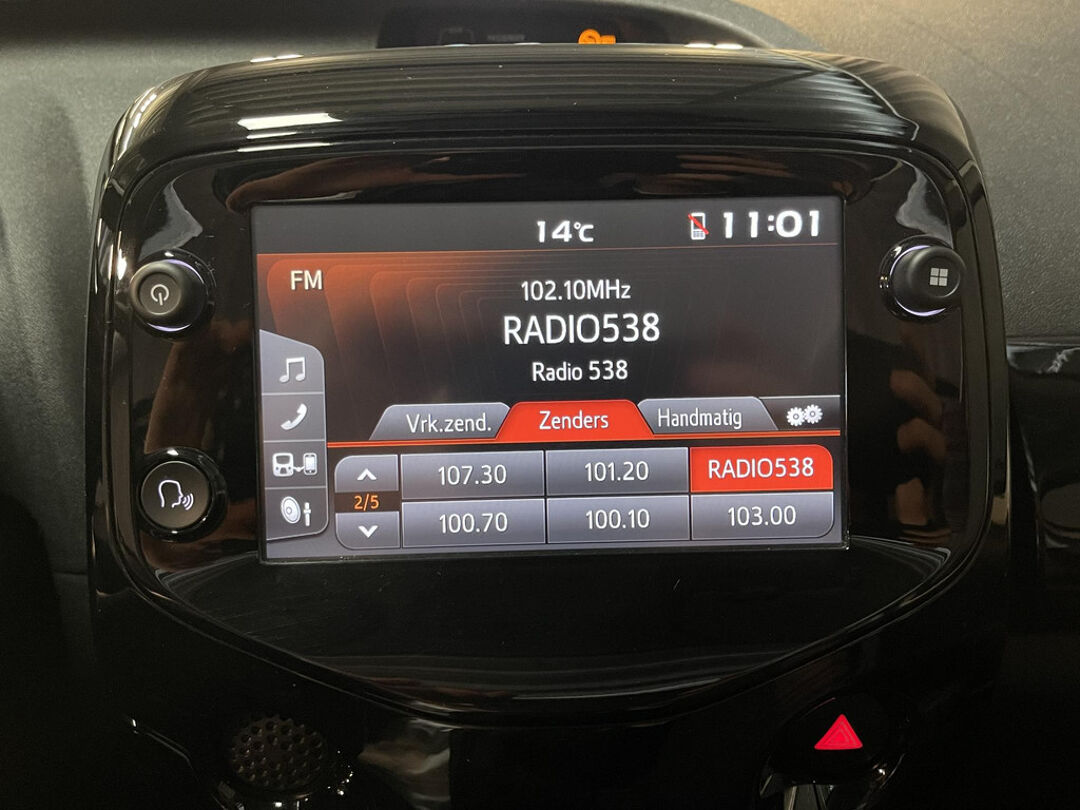 14°C
11:01
FM
102.10MHz
RADIO538
Radio 538
Vrk.zend.
Zenders
Handmatig
107.30
101.20
RADIO538
2/5
100.70
100.10
103.00